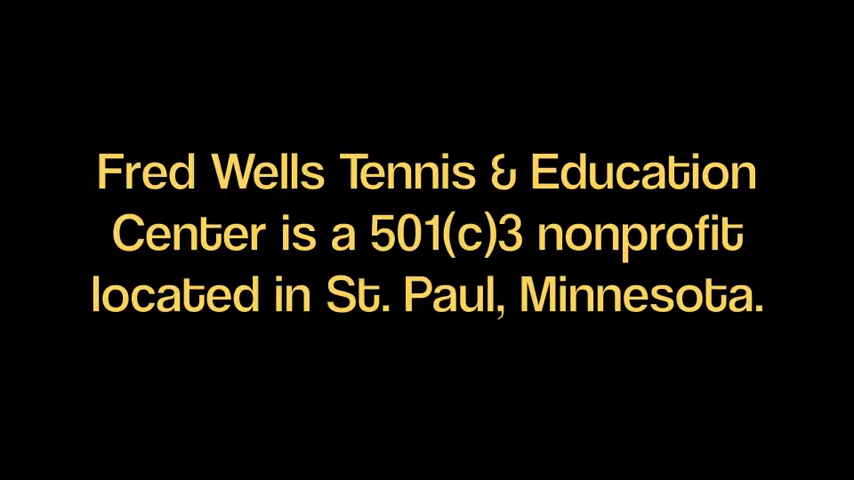 Fred Wells Tennis & Education
Center is a 501(c)3 nonprofit
located in St. Paul, Minnesota.